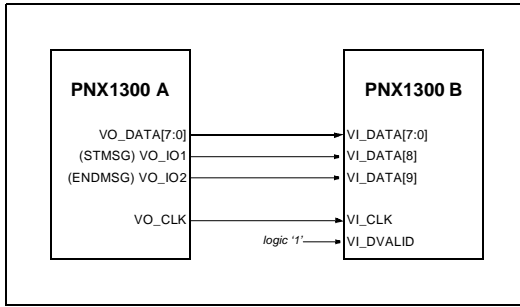 PNX1300 A PNX1300 B
VO_DATA[7:0] VI_DATA[7:0]
(STMSG) VO_IO1 VI_DATA[8]
(ENDMSG) VO_IO2 VI_DATA[9]
VO_CLK VI_CLK
logic ‘1’ VI_DVALID